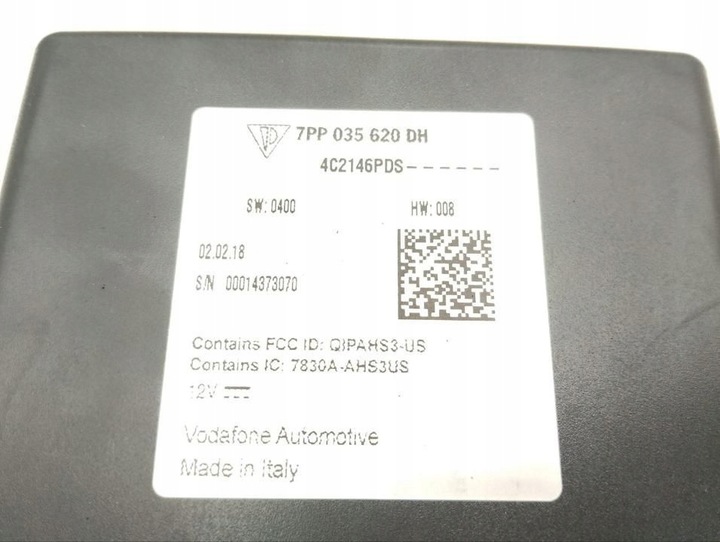 7PP 035 620 DH
4C2146PDS------
SW: 0400 HW: 008
02.02.18
S/N 00014373070
Contains FCC ID: QIPAHS3-US
Contains IC: 7830A-AHS3US
12V
Vodafone Automotive
Made in Italy